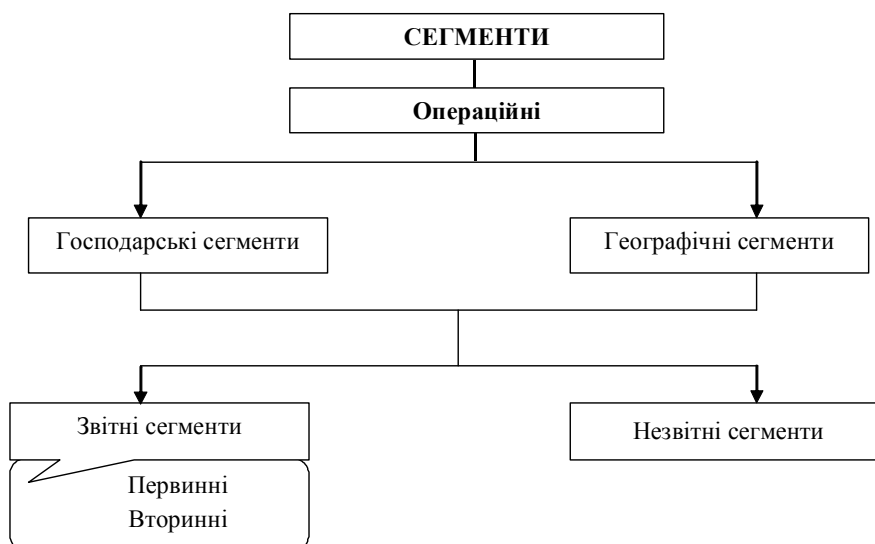 СЕГМЕНТИ
Операційні
Господарські сегменти
Географічні сегменти
Звітні сегменти
Незвітні сегменти
Первинні
Вторинні